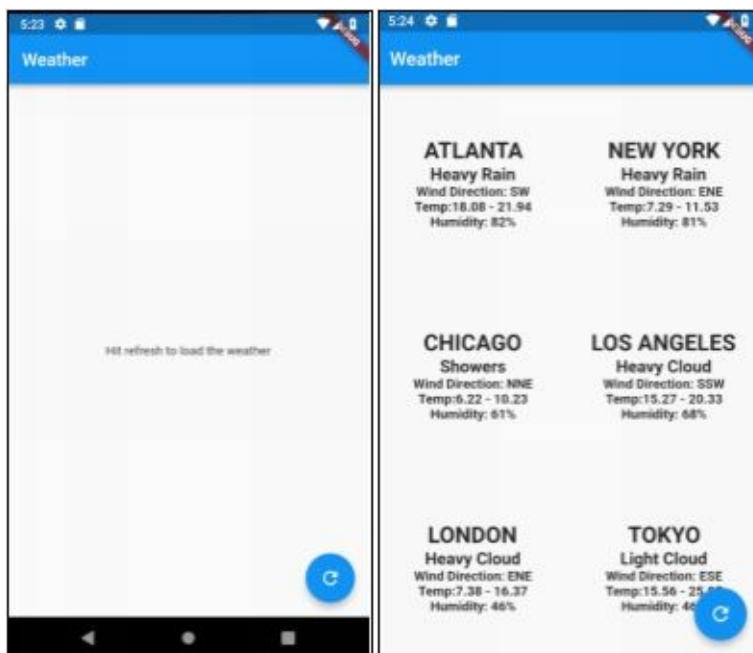 5:23
Weather
Hit refresh to load the weather
5:24
Weather
ATLANTA
Heavy Rain
Wind Direction: SW
Temp:18.08 - 21.94
Humidity: 82%
NEW YORK
Heavy Rain
Wind Direction: ENE
Temp:7.29 - 11.53
Humidity: 81%
CHICAGO
Showers
Wind Direction: NNE
Temp:6.22 - 10.23
Humidity: 61%
LOS ANGELES
Heavy Cloud
Wind Direction: SSW
Temp:15.27 - 20.33
Humidity: 68%
LONDON
Heavy Cloud
Wind Direction: ENE
Temp:7.38 - 16.37
Humidity: 46%
TOKYO
Light Cloud
Wind Direction: ESE
Temp:15.56 -
Humidity: